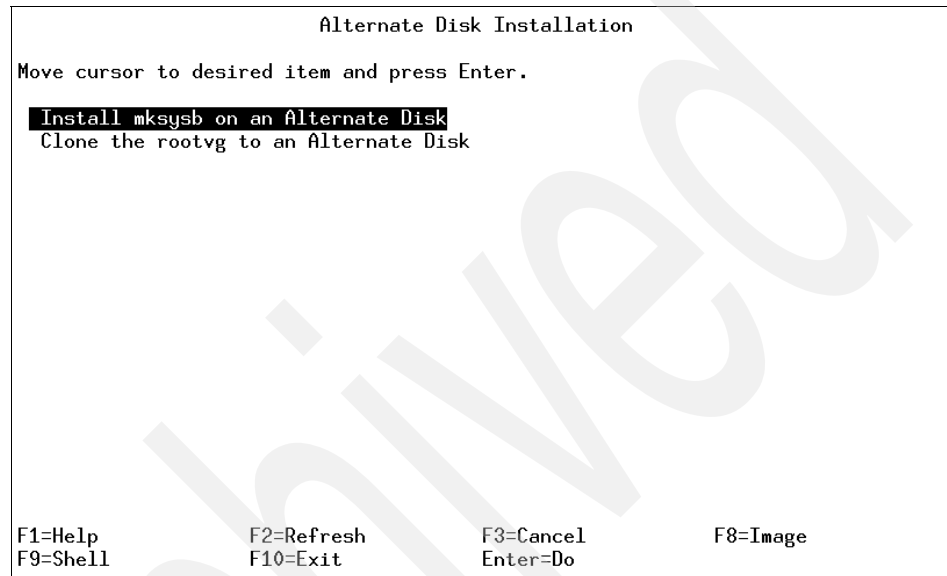 Alternate Disk Installation
Move cursor to desired item and press Enter.
Install mksysb on an Alternate Disk
Clone the rootvg to an Alternate Disk
F1=Help F2=Refresh F3=Cancel F8=Image
F9=Shell F10=Exit Enter=Do